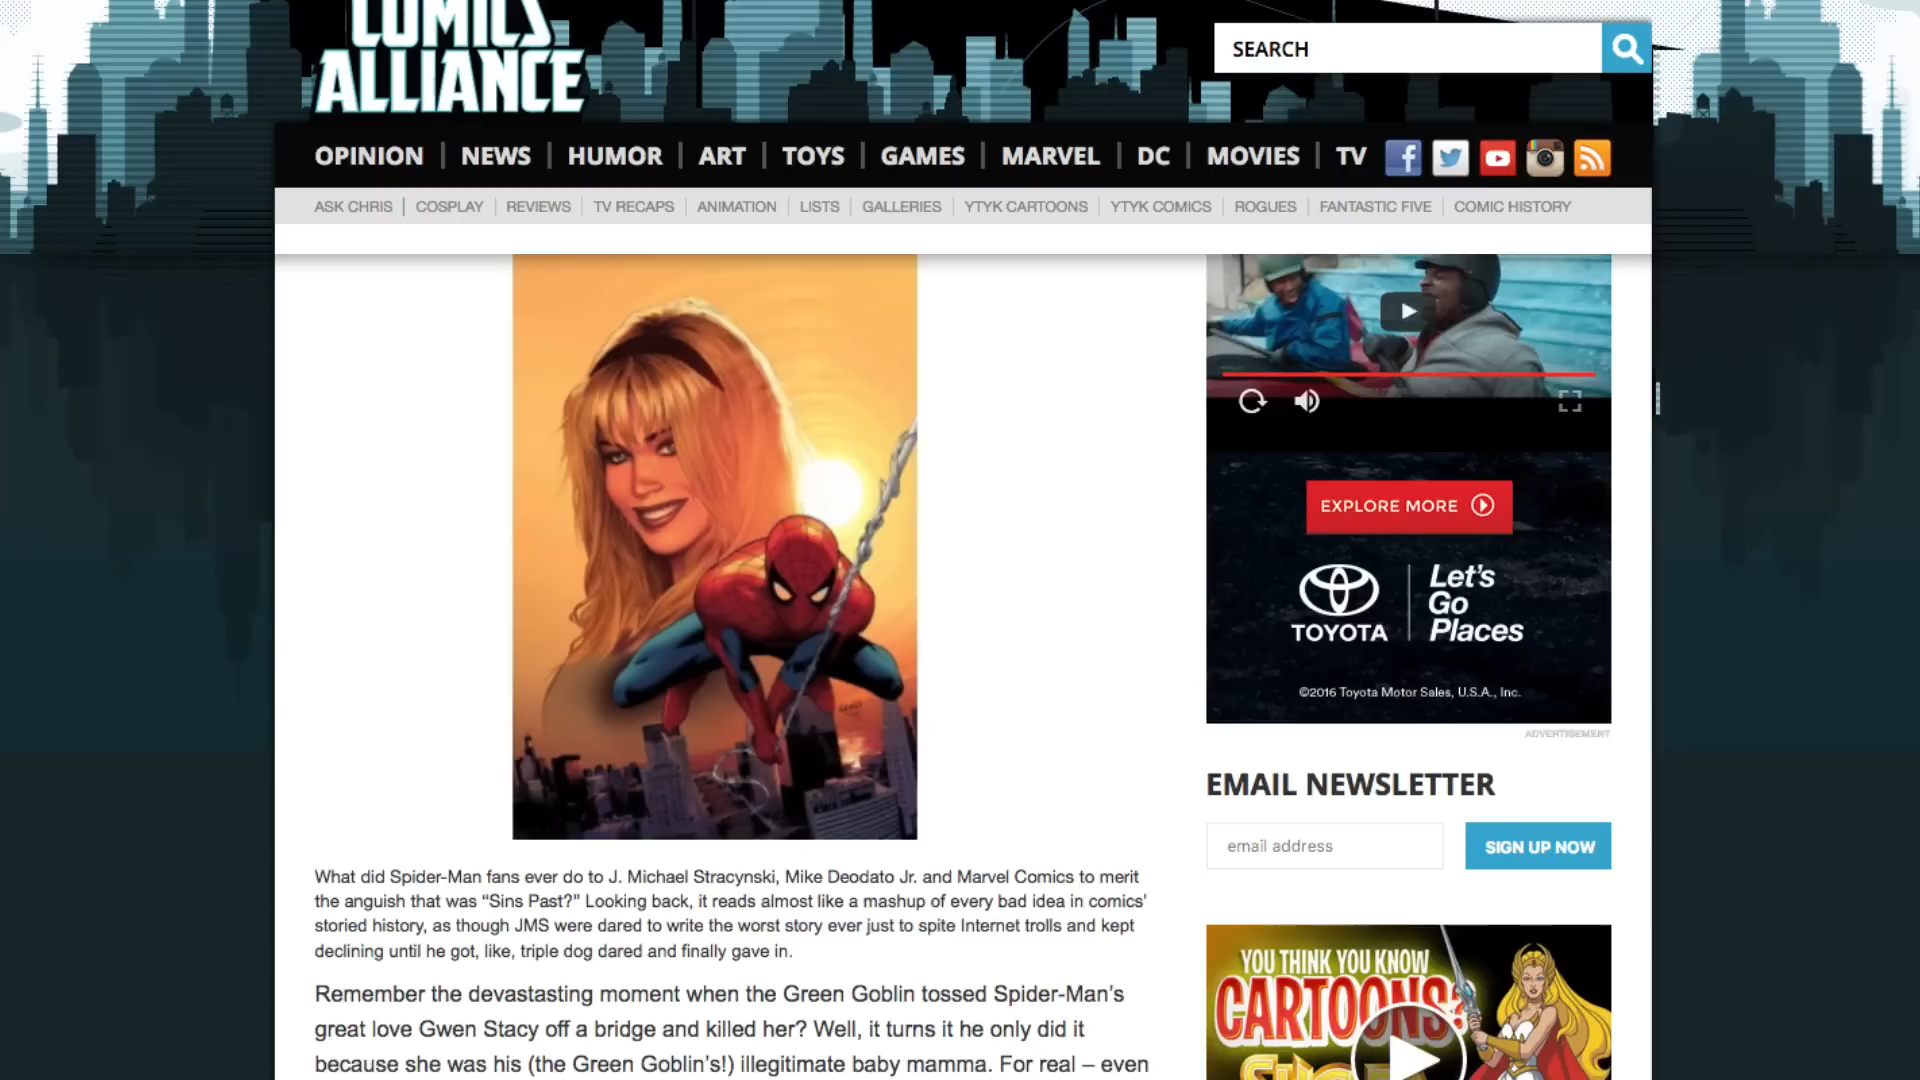 COMICS
ALLIANCE
SEARCH
OPINION | NEWS | HUMOR | ART | TOYS | GAMES | MARVEL | DC | MOVIES | TV
ASK CHRIS | COSPLAY | REVIEWS | TV RECAPS | ANIMATION | LISTS | GALLERIES | YTYK CARTOONS | YTYK COMICS | ROGUES | FANTASTIC FIVE | COMIC HISTORY
What did Spider-Man fans ever do to J. Michael Stracynski, Mike Deodato Jr. and Marvel Comics to merit
the anguish that was “Sins Past?” Looking back, it reads almost like a mashup of every bad idea in comics’
storied history, as though JMS were dared to write the worst story ever just to spite Internet trolls and kept
declining until he got, like, triple dog dared and finally gave in.
Remember the devastasting moment when the Green Goblin tossed Spider-Man’s
great love Gwen Stacy off a bridge and killed her? Well, it turns it he only did it
because she was his (the Green Goblin’s!) illegitimate baby mamma. For real – even
EXPLORE MORE
TOYOTA
Let's
Go
Places
©2016 Toyota Motor Sales, U.S.A., Inc.
ADVERTISEMENT
EMAIL NEWSLETTER
email address
SIGN UP NOW
YOU THINK YOU KNOW
CARTOONS?